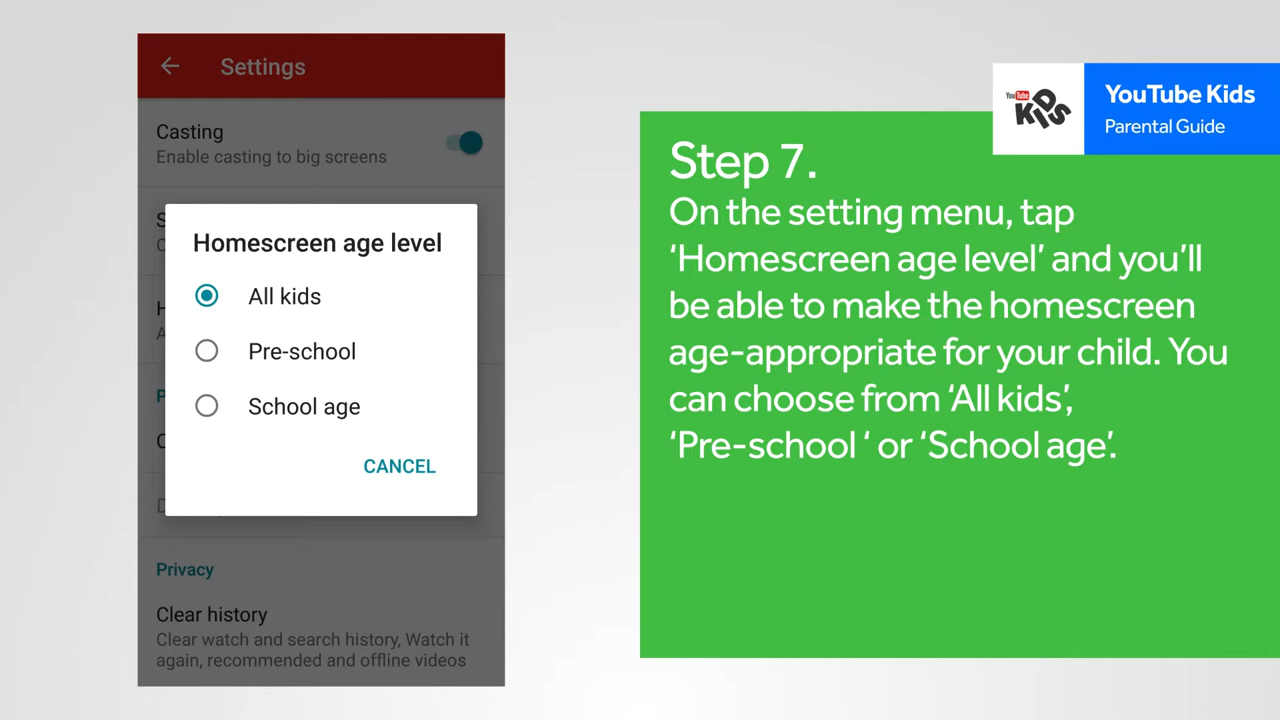 Settings
Casting
Enable casting to big screens
Homescreen age level
All kids
Pre-school
School age
CANCEL
Privacy
Clear history
Clear watch and search history, Watch it
again, recommended and offline videos
YouTube KIDS
YouTube Kids
Parental Guide
Step 7.
On the setting menu, tap
‘Homescreen age level’ and you’ll
be able to make the homescreen
age-appropriate for your child. You
can choose from ‘All kids’,
‘Pre-school ‘ or ‘School age’.